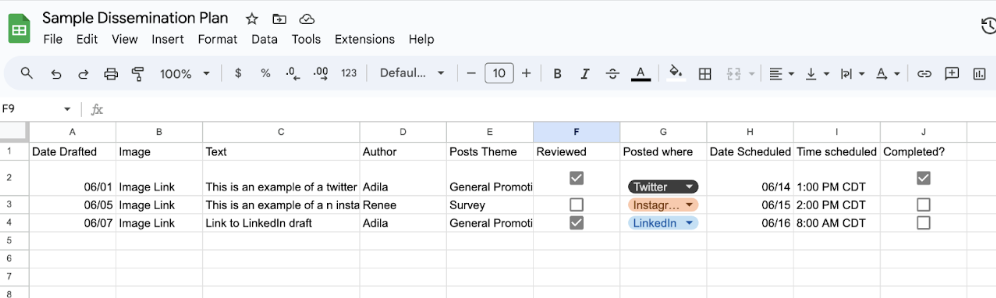 Sample Dissemination Plan
File Edit View Insert Format Data Tools Extensions Help
100% $ % .0 .00 123 Defaul... − 10 + B I A A
F9 fx
A B C D E F G H I J
1 Date Drafted Image Text Author Posts Theme Reviewed Posted where Date Scheduled Time scheduled Completed?
2 06/01 Image Link This is an example of a twitter Adila General Promoti Twitter 06/14 1:00 PM CDT
3 06/05 Image Link This is an example of a n insta Renee Survey Instagr... 06/15 2:00 PM CDT
4 06/07 Image Link Link to LinkedIn draft Adila General Promoti LinkedIn 06/16 8:00 AM CDT
5
6
7
8